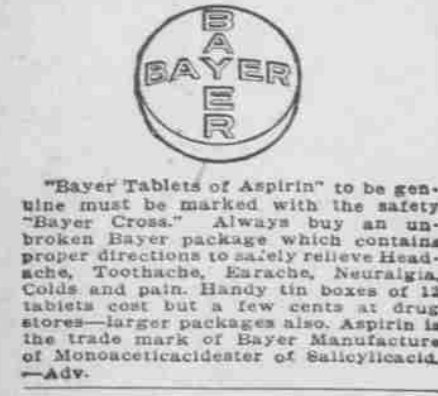 BAYER
BAYER
"Bayer Tablets of Aspirin" to be gen-
uine must be marked with the safety
"Bayer Cross." Always buy an un-
broken Bayer package which contains
proper directions to safely relieve Head-
ache, Toothache, Earache, Neuralgia,
Colds and pain. Handy tin boxes of 12
tablets cost but a few cents at drug
stores—larger packages also. Aspirin is
the trade mark of Bayer Manufacture
of Monoaceticacidester of Salicylicacid.
—Adv.